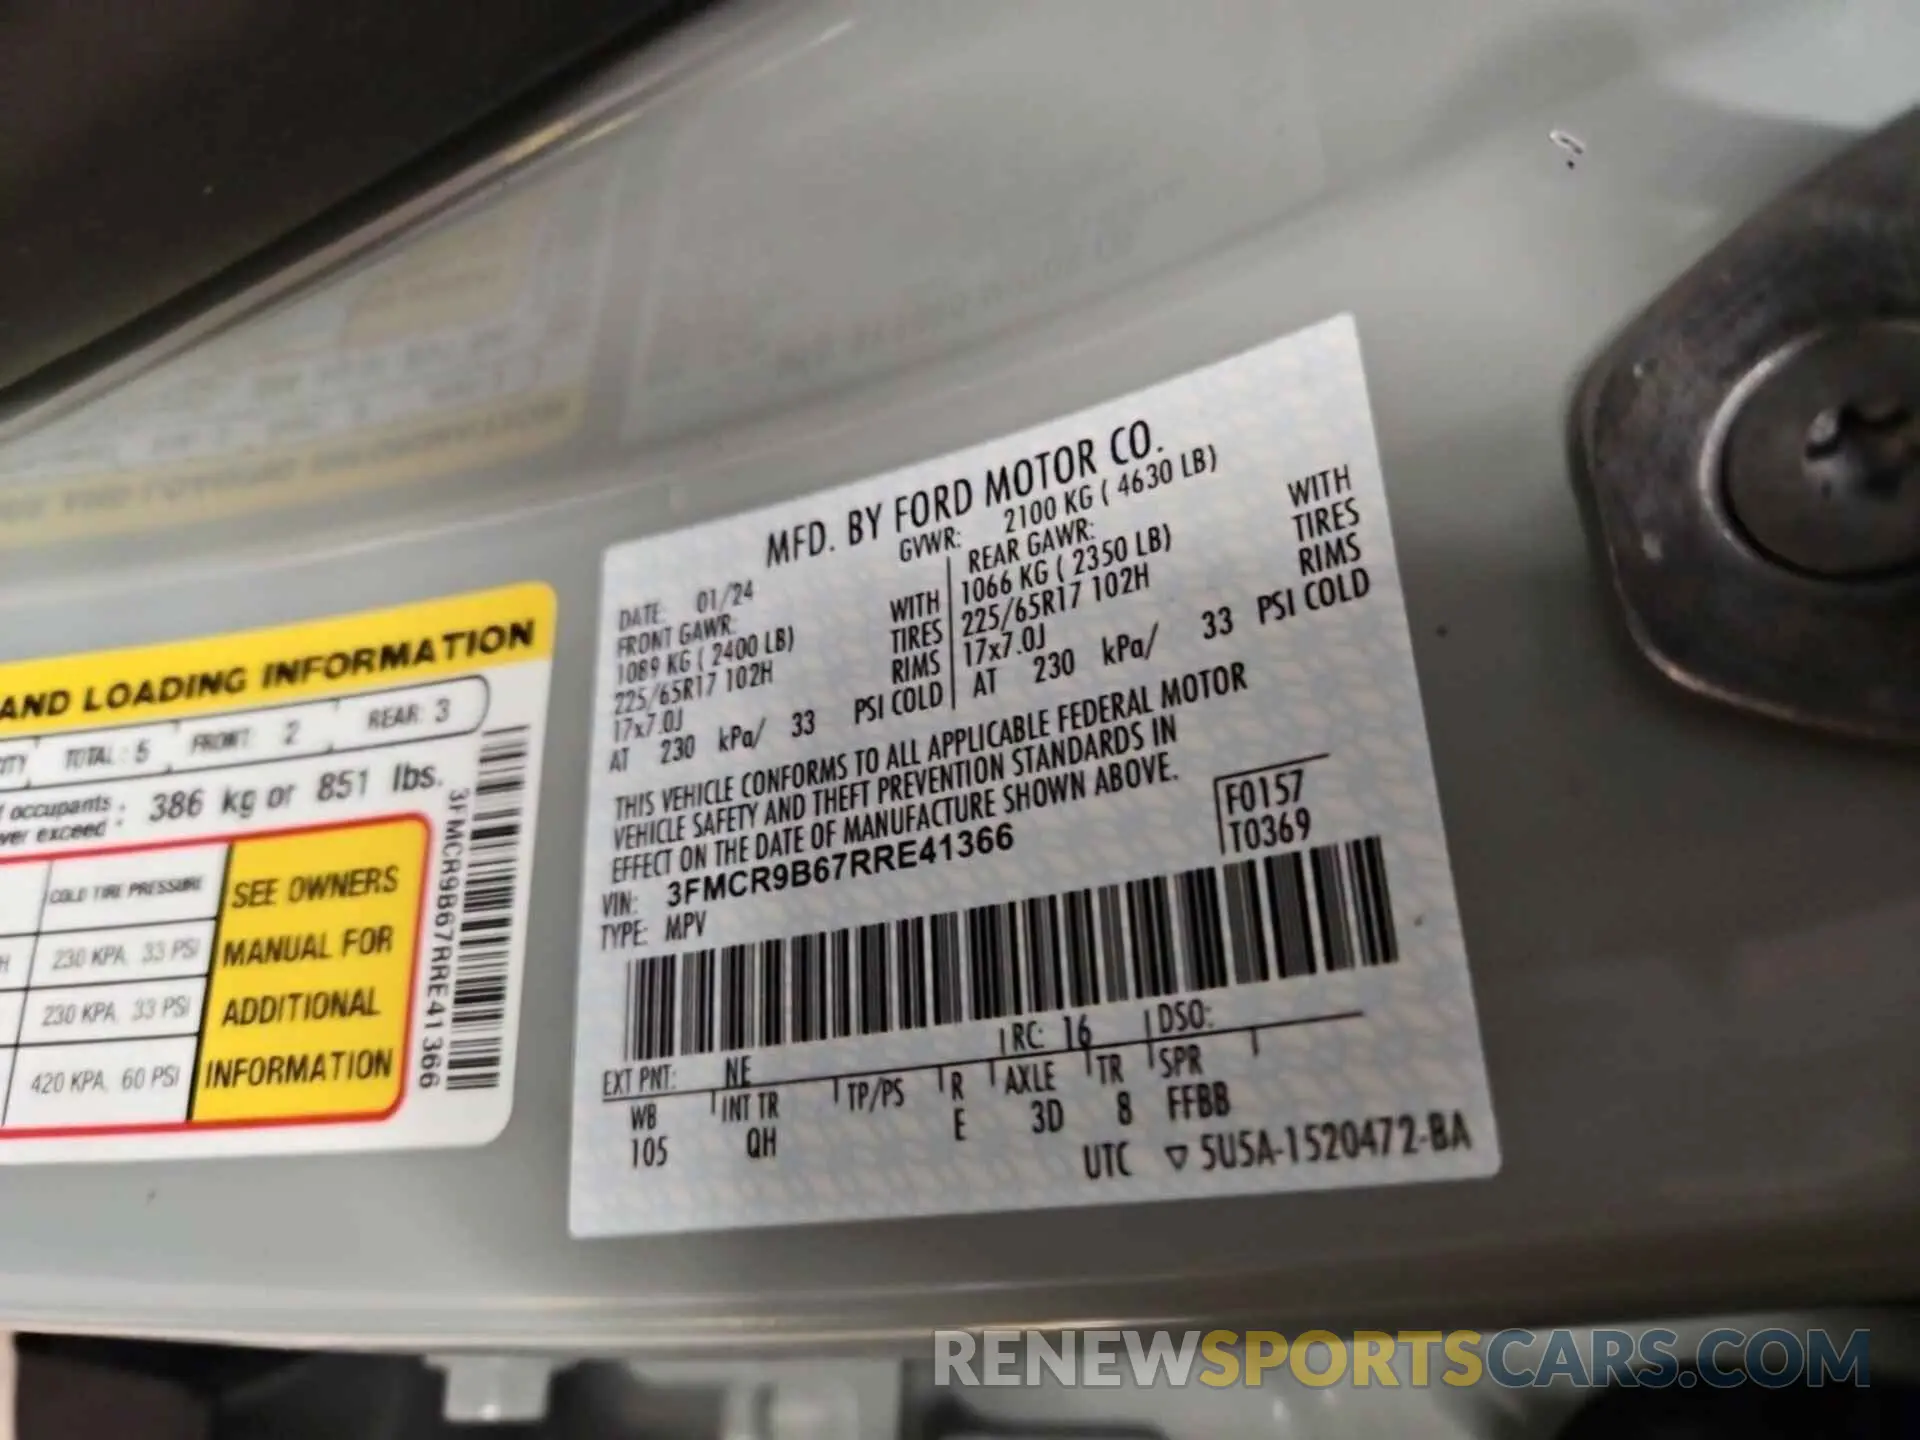 MFD. BY FORD MOTOR CO.
DATE: 01/24 GVWR: 2100 KG ( 4630 LB)
FRONT GAWR: REAR GAWR:
1089 KG ( 2400 LB) WITH 1066 KG ( 2350 LB) WITH
225/65R17 102H TIRES 225/65R17 102H TIRES
17x7.0J RIMS 17x7.0J RIMS
AT 230 kPa/ 33 PSI COLD AT 230 kPa/ 33 PSI COLD
THIS VEHICLE CONFORMS TO ALL APPLICABLE FEDERAL MOTOR
VEHICLE SAFETY AND THEFT PREVENTION STANDARDS IN
EFFECT ON THE DATE OF MANUFACTURE SHOWN ABOVE.
VIN: 3FMCR9B67RRE41366 F0157
TYPE: MPV T0369
EXT PNT: NE RC: 16 DSO:
WB INT TR TP/PS R AXLE TR SPR
105 QH E 3D 8 FFBB
UTC ▽ 5U5A-1520472-BA
AND LOADING INFORMATION
TOTAL : 5 FRONT : 2 REAR: 3
occupants 386 kg or 851 lbs.
exceed
COLD TIRE PRESSURE SEE OWNERS
230 KPA, 33 PSI MANUAL FOR
230 KPA, 33 PSI ADDITIONAL
420 KPA, 60 PSI INFORMATION
3FMCR9B67RRE41366
RENEWSPORTSCARS.COM